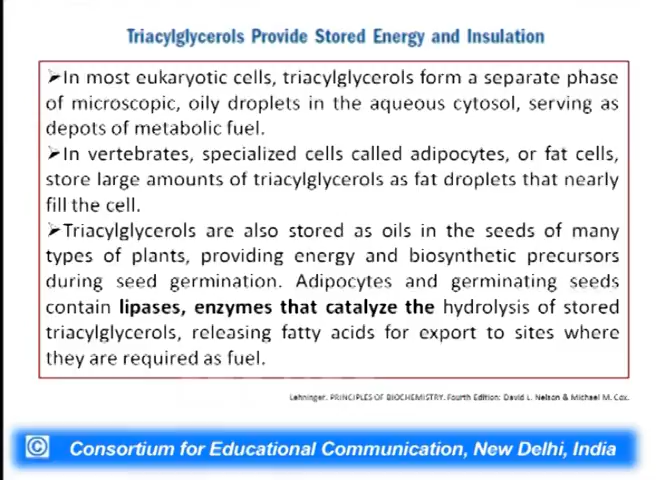 Triacylglycerols Provide Stored Energy and Insulation
➢In most eukaryotic cells, triacylglycerols form a separate phase
of microscopic, oily droplets in the aqueous cytosol, serving as
depots of metabolic fuel.
➢In vertebrates, specialized cells called adipocytes, or fat cells,
store large amounts of triacylglycerols as fat droplets that nearly
fill the cell.
➢Triacylglycerols are also stored as oils in the seeds of many
types of plants, providing energy and biosynthetic precursors
during seed germination. Adipocytes and germinating seeds
contain lipases, enzymes that catalyze the hydrolysis of stored
triacylglycerols, releasing fatty acids for export to sites where
they are required as fuel.
Lehninger. PRINCIPLES OF BIOCHEMISTRY. Fourth Edition: David L. Nelson & Michael M. Cox.
© Consortium for Educational Communication, New Delhi, India